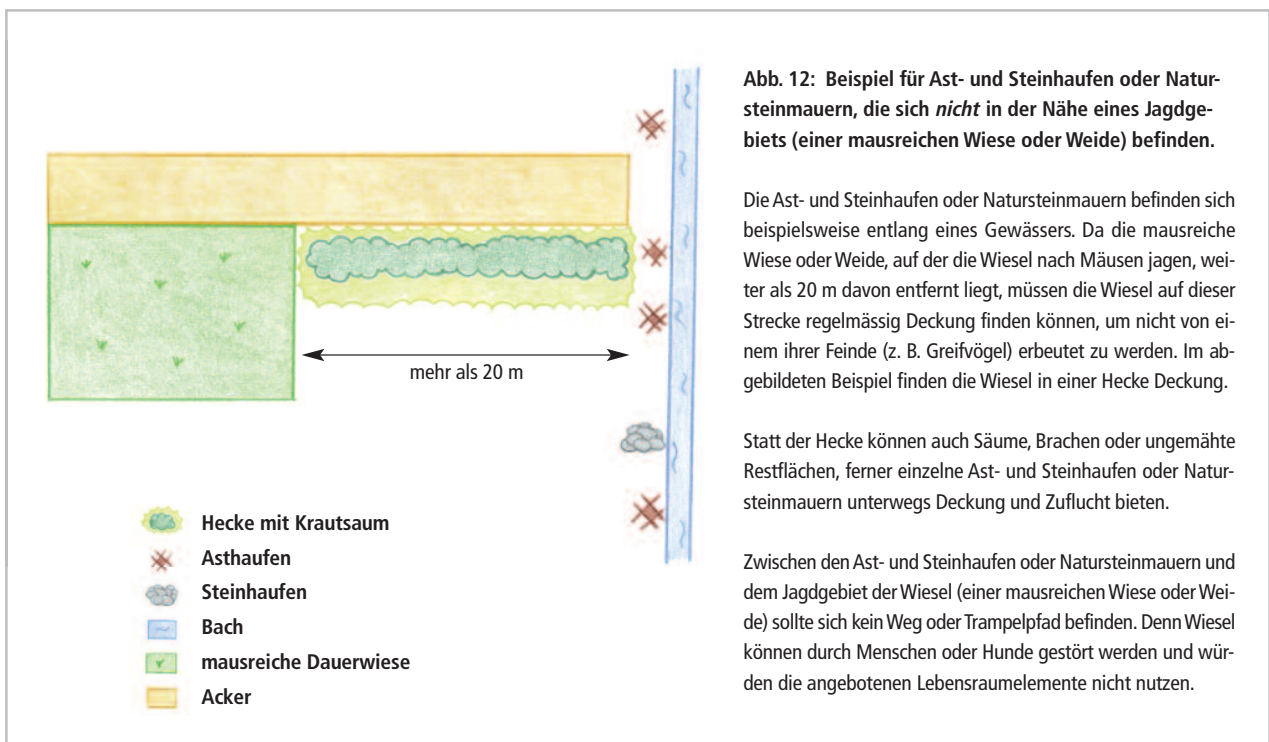 mehr als 20 m
Hecke mit Krautsaum
Asthaufen
Steinhaufen
Bach
mausreiche Dauerwiese
Acker
Abb. 12: Beispiel für Ast- und Steinhaufen oder Natur-
steinmauern, die sich nicht in der Nähe eines Jagdge-
biets (einer mausreichen Wiese oder Weide) befinden.
Die Ast- und Steinhaufen oder Natursteinmauern befinden sich
beispielsweise entlang eines Gewässers. Da die mausreiche
Wiese oder Weide, auf der die Wiesel nach Mäusen jagen, wei-
ter als 20 m davon entfernt liegt, müssen die Wiesel auf dieser
Strecke regelmässig Deckung finden können, um nicht von ei-
nem ihrer Feinde (z. B. Greifvögel) erbeutet zu werden. Im ab-
gebildeten Beispiel finden die Wiesel in einer Hecke Deckung.
Statt der Hecke können auch Säume, Brachen oder ungemähte
Restflächen, ferner einzelne Ast- und Steinhaufen oder Natur-
steinmauern unterwegs Deckung und Zuflucht bieten.
Zwischen den Ast- und Steinhaufen oder Natursteinmauern und
dem Jagdgebiet der Wiesel (einer mausreichen Wiese oder Wei-
de) sollte sich kein Weg oder Trampelpfad befinden. Denn Wiesel
können durch Menschen oder Hunde gestört werden und wür-
den die angebotenen Lebensraumelemente nicht nutzen.